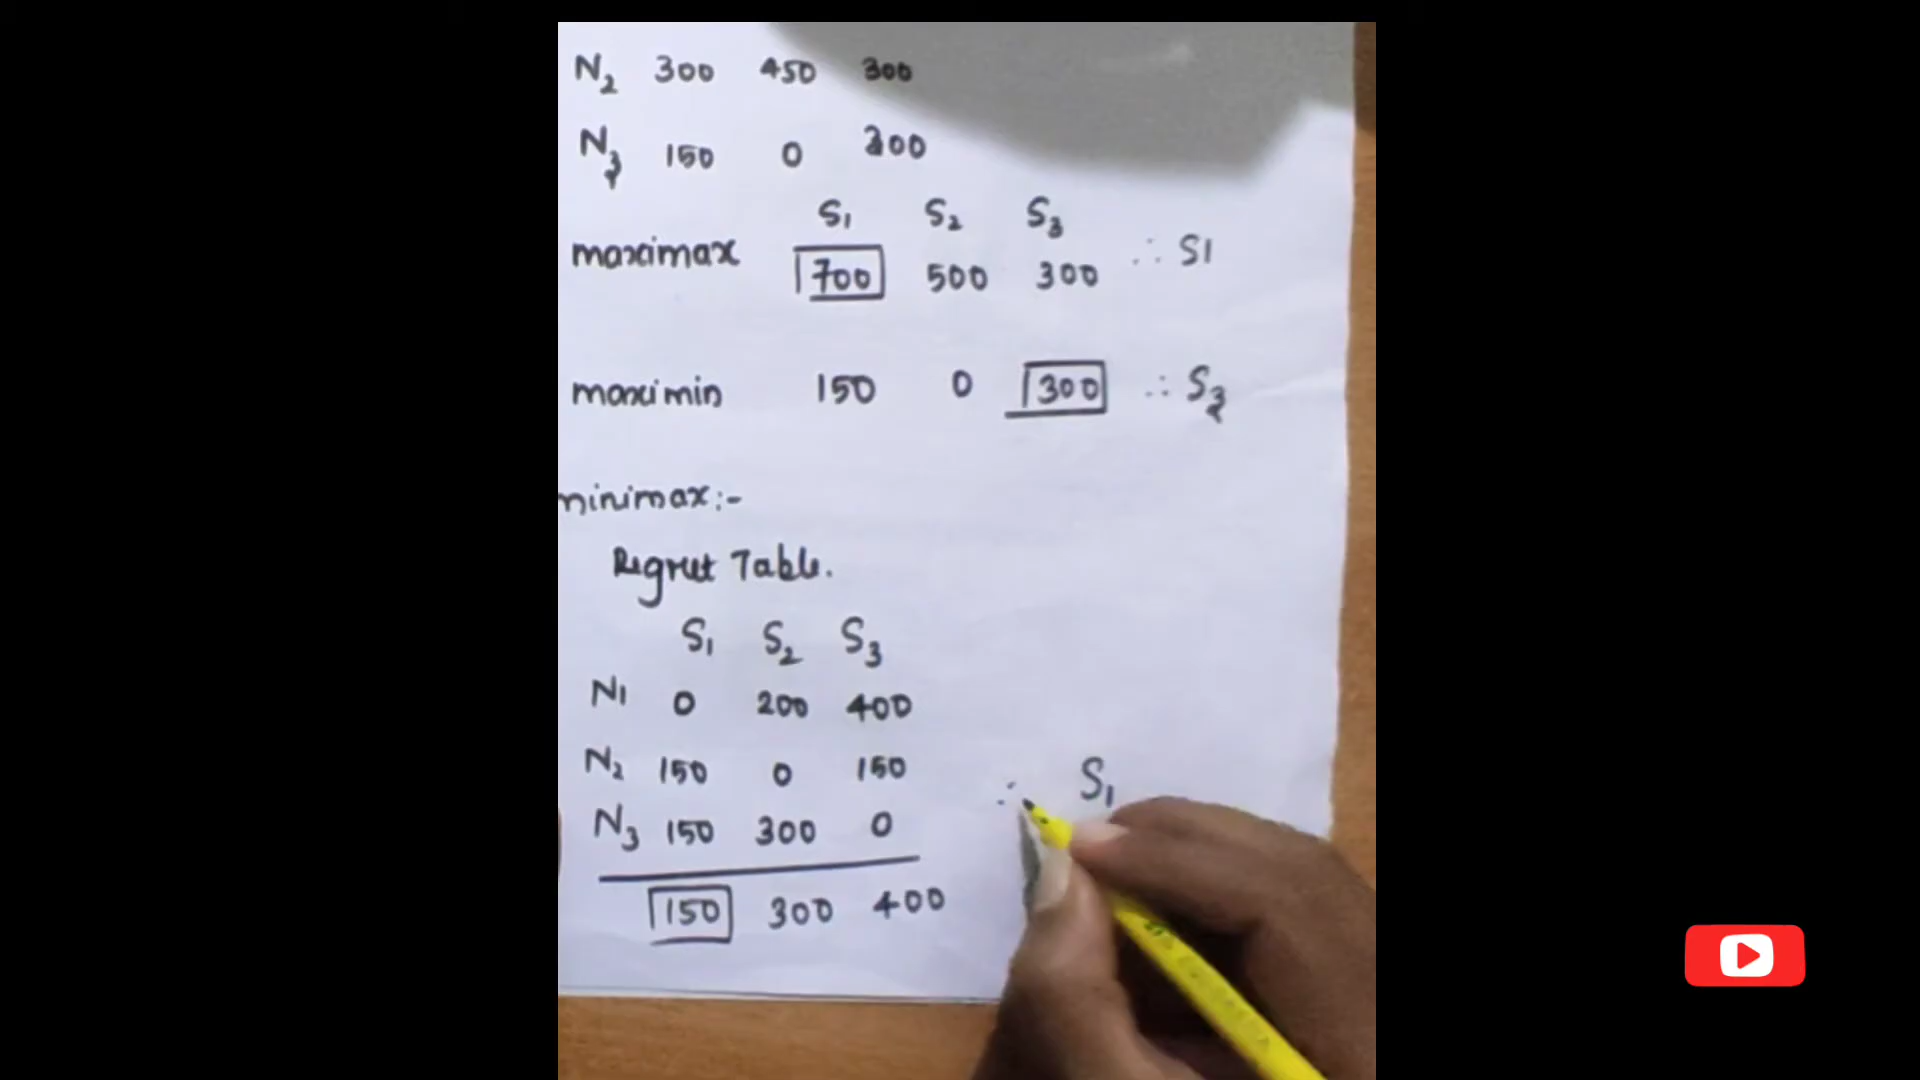 N2 300 450 300
N3 150 0 300
S1 S2 S3
maximax 700 500 300 ∴ S1
maximin 150 0 300 ∴ S3
minimax:-
Regret Table.
S1 S2 S3
N1 0 200 400
N2 150 0 150
N3 150 300 0
∴ S1
150 300 400